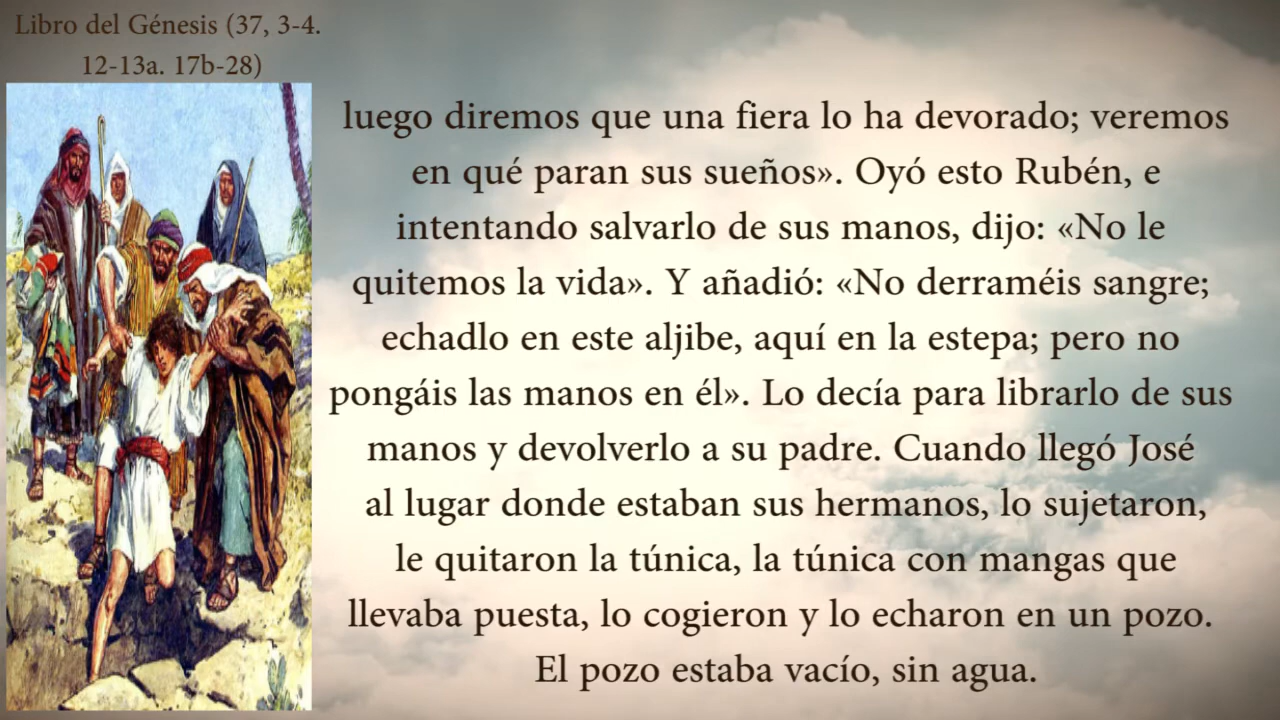 Libro del Génesis (37, 3-4.
12-13a. 17b-28)
luego diremos que una fiera lo ha devorado; veremos
en qué paran sus sueños». Oyó esto Rubén, e
intentando salvarlo de sus manos, dijo: «No le
quitemos la vida». Y añadió: «No derraméis sangre;
echadlo en este aljibe, aquí en la estepa; pero no
pongáis las manos en él». Lo decía para librarlo de sus
manos y devolverlo a su padre. Cuando llegó José
al lugar donde estaban sus hermanos, lo sujetaron,
le quitaron la túnica, la túnica con mangas que
llevaba puesta, lo cogieron y lo echaron en un pozo.
El pozo estaba vacío, sin agua.